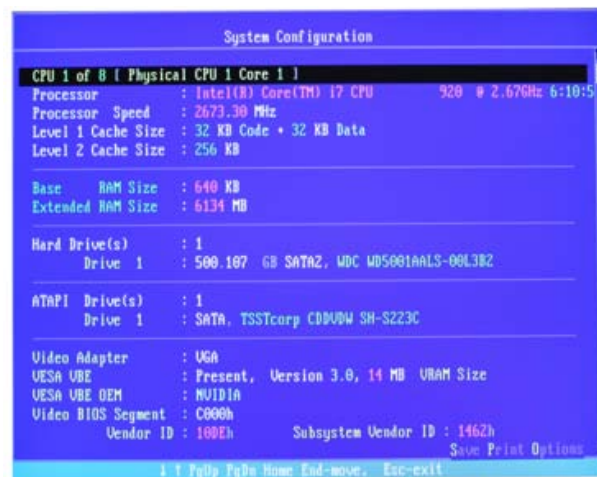 System Configuration
CPU 1 of 8 [ Physical CPU 1 Core 1 ]
Processor : Intel(R) Core(TM) i7 CPU 920 @ 2.67GHz 6:10:5
Processor Speed : 2673.30 MHz
Level 1 Cache Size : 32 KB Code + 32 KB Data
Level 2 Cache Size : 256 KB
Base RAM Size : 640 KB
Extended RAM Size : 6134 MB
Hard Drive(s) : 1
Drive 1 : 500.107 GB SATA2, WDC WD5001AALS-00L3B2
ATAPI Drive(s) : 1
Drive 1 : SATA, TSSTcorp CDDVDW SH-S223C
Video Adapter : VGA
VESA VBE : Present, Version 3.0, 14 MB VRAM Size
VESA VBE OEM : NVIDIA
Video BIOS Segment : C000h
Vendor ID : 10DEh Subsystem Vendor ID : 1462h
Save Print Options
↓ ↑ PgUp PgDn Home End-move, Esc-exit